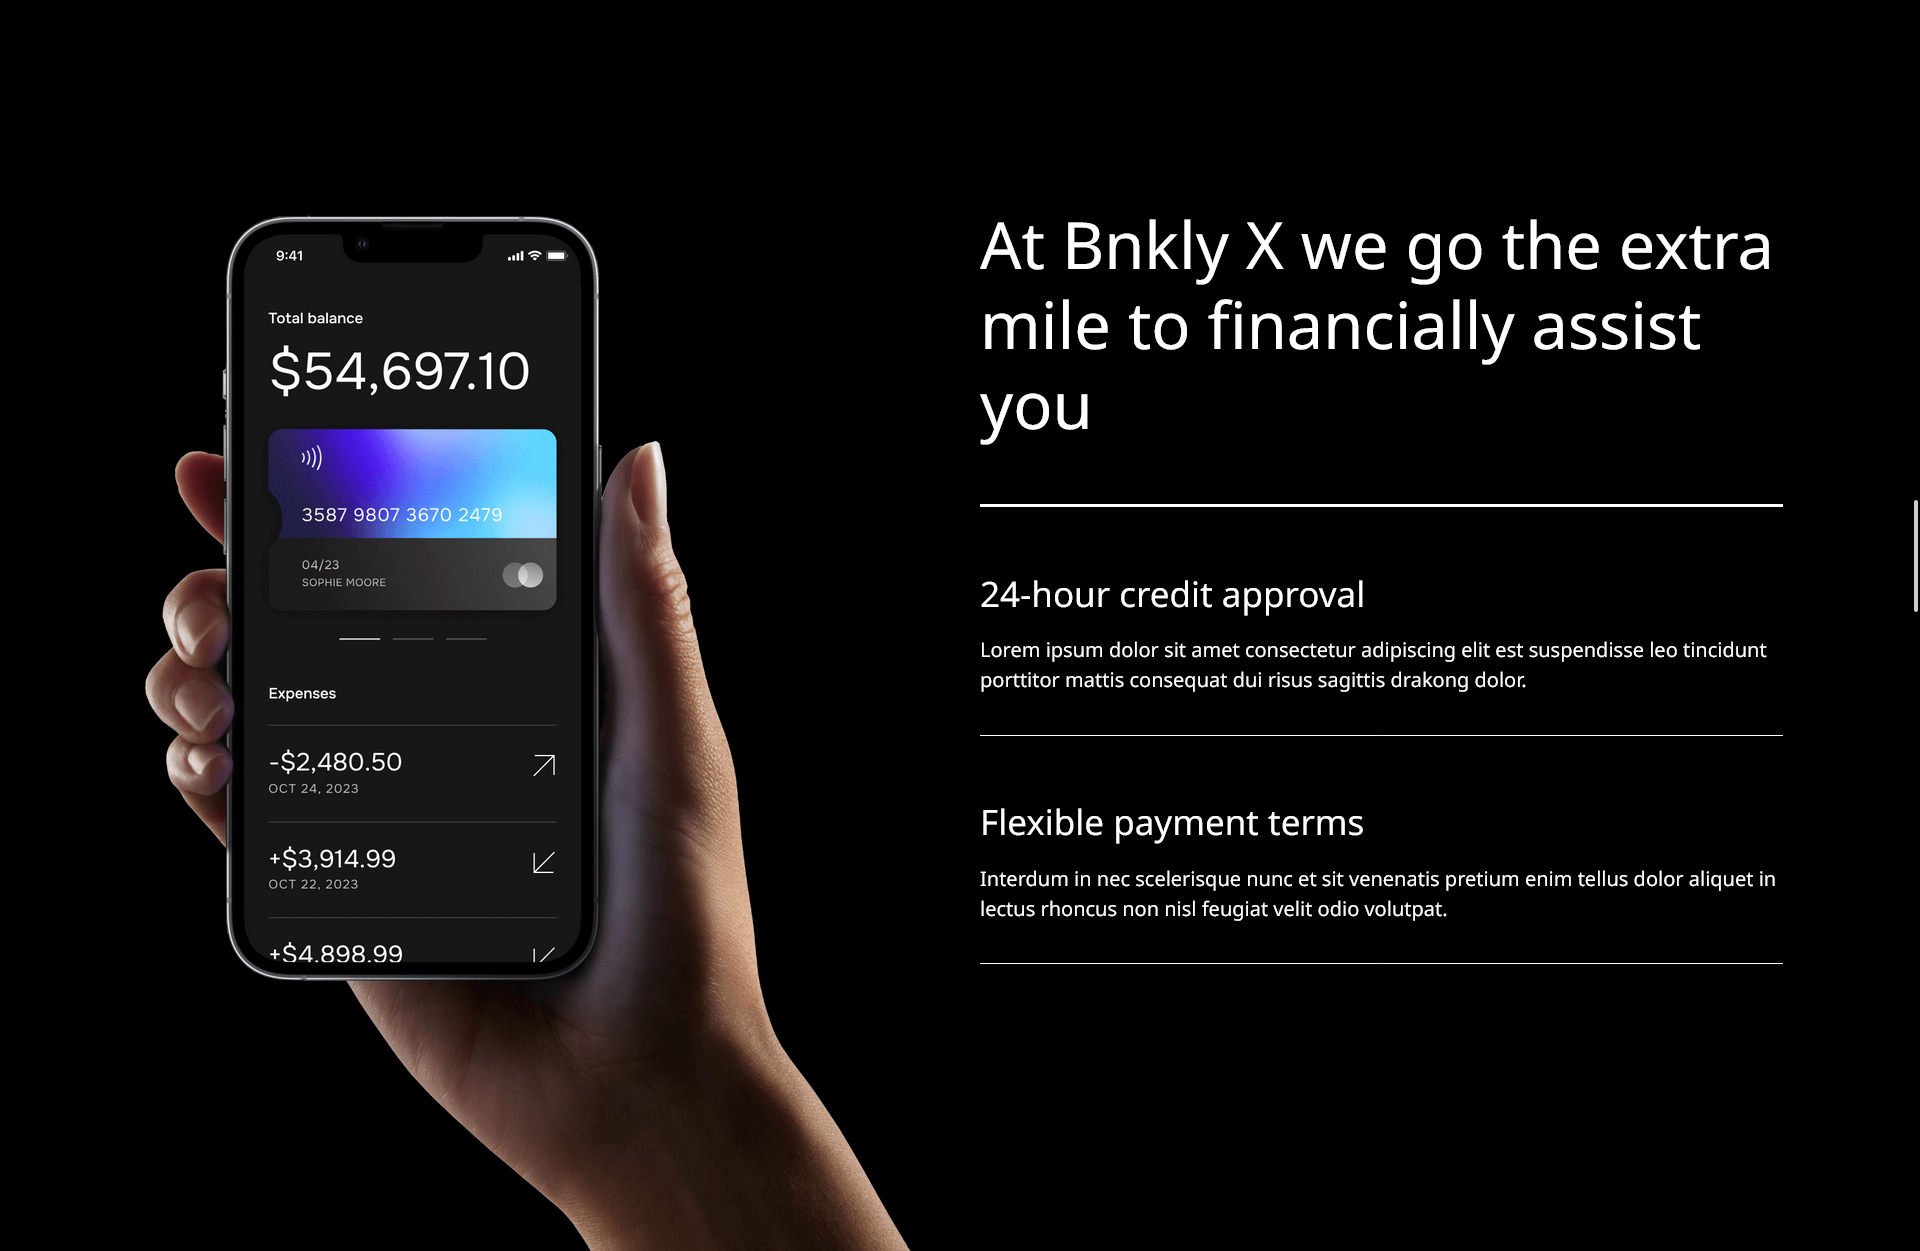 9:41
Total balance
$54,697.10
3587 9807 3670 2479
04/23
SOPHIE MOORE
Expenses
-$2,480.50
OCT 24, 2023
+$3,914.99
OCT 22, 2023
+$4,898.99
At Bnkly X we go the extra
mile to financially assist
you
24-hour credit approval
Lorem ipsum dolor sit amet consectetur adipiscing elit est suspendisse leo tincidunt
porttitor mattis consequat dui risus sagittis drakong dolor.
Flexible payment terms
Interdum in nec scelerisque nunc et sit venenatis pretium enim tellus dolor aliquet in
lectus rhoncus non nisl feugiat velit odio volutpat.